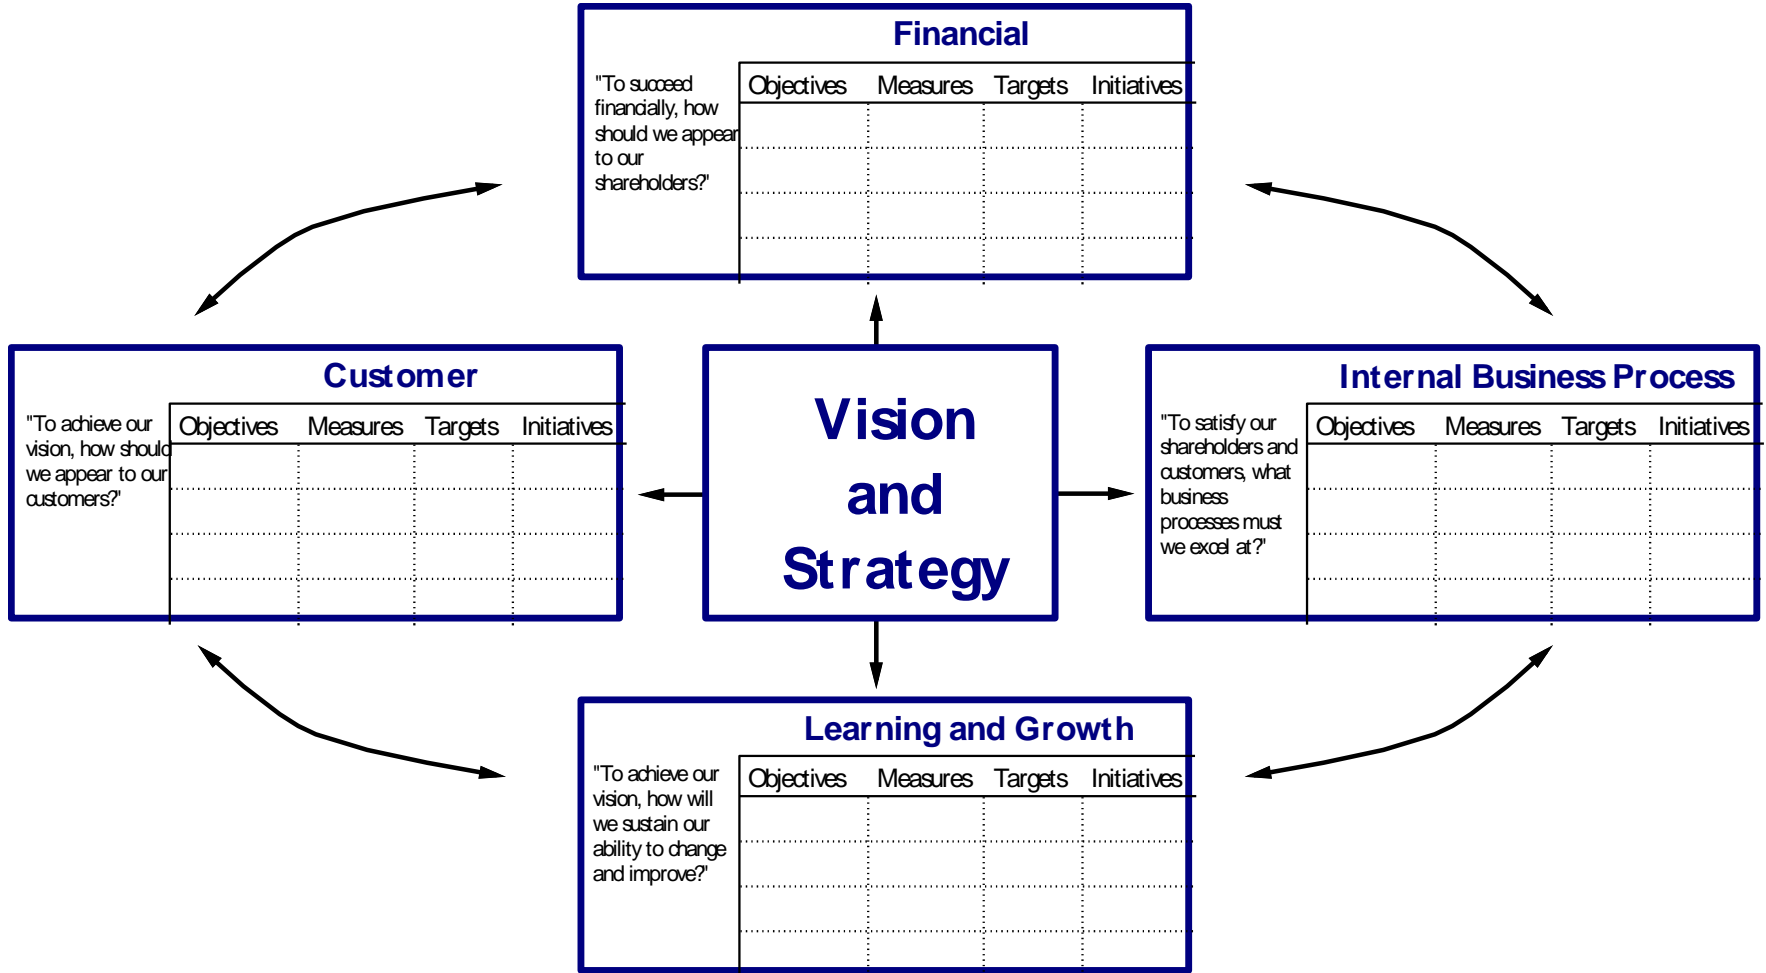 Financial
"To succeed
financially, how
should we appear
to our
shareholders?"
Objectives Measures Targets Initiatives
Customer
"To achieve our
vision, how should
we appear to our
customers?"
Objectives Measures Targets Initiatives
Vision
and
Strategy
Internal Business Process
"To satisfy our
shareholders and
customers, what
business
processes must
we excel at?"
Objectives Measures Targets Initiatives
Learning and Growth
"To achieve our
vision, how will
we sustain our
ability to change
and improve?"
Objectives Measures Targets Initiatives